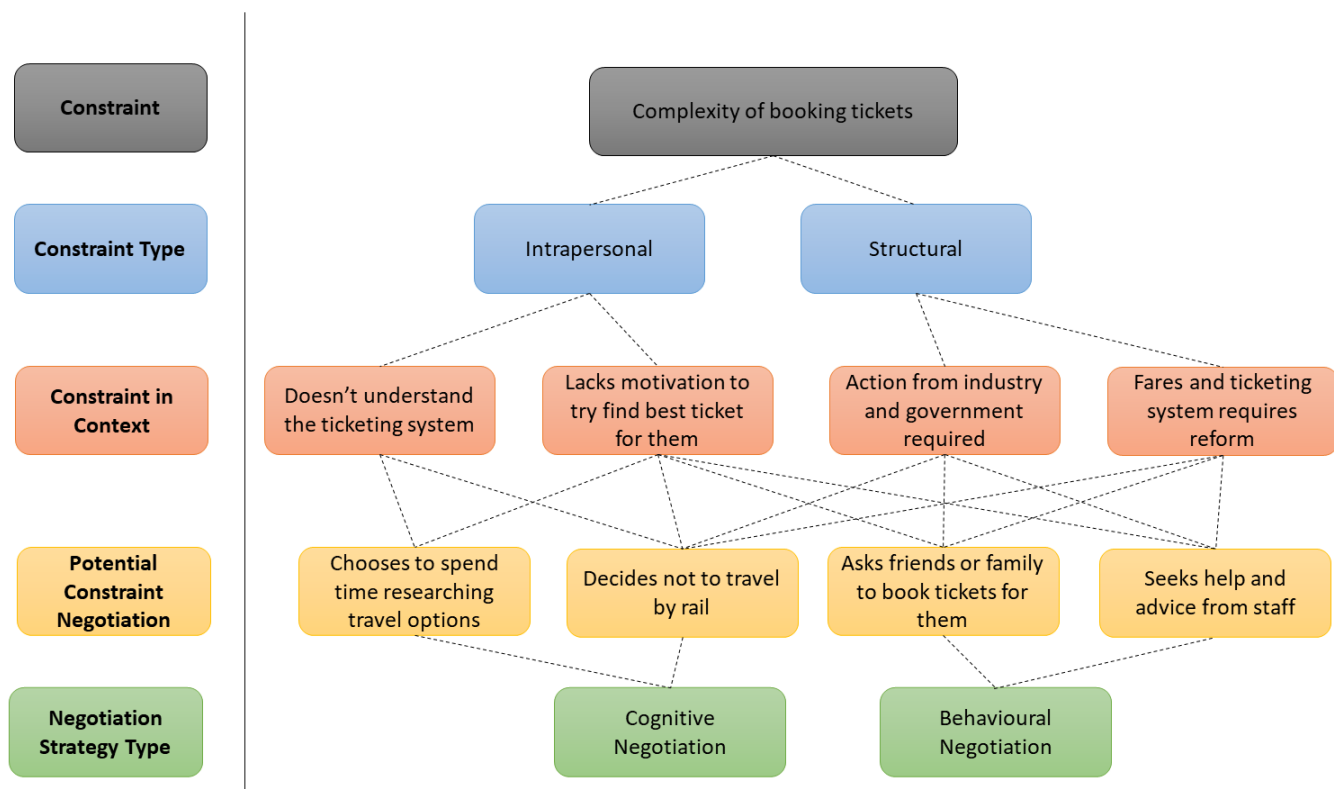 Constraint
Complexity of booking tickets
Constraint Type
Intrapersonal
Structural
Constraint in
Context
Doesn’t understand
the ticketing system
Lacks motivation to
try find best ticket
for them
Action from industry
and government
required
Fares and ticketing
system requires
reform
Potential
Constraint
Negotiation
Chooses to spend
time researching
travel options
Decides not to travel
by rail
Asks friends or family
to book tickets for
them
Seeks help and
advice from staff
Negotiation
Strategy Type
Cognitive
Negotiation
Behavioural
Negotiation